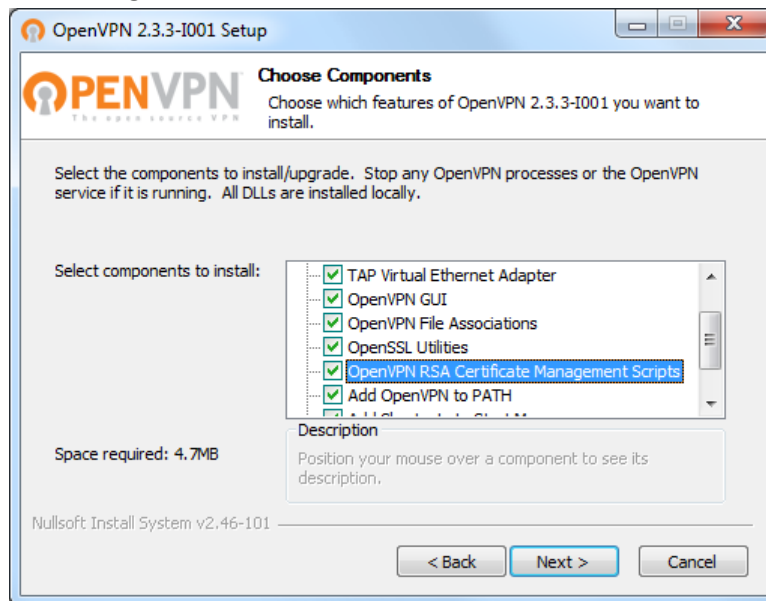 OpenVPN 2.3.3-I001 Setup
OPENVPN
The open source VPN
Choose Components
Choose which features of OpenVPN 2.3.3-I001 you want to
install.
Select the components to install/upgrade. Stop any OpenVPN processes or the OpenVPN
service if it is running. All DLLs are installed locally.
Select components to install:
TAP Virtual Ethernet Adapter
OpenVPN GUI
OpenVPN File Associations
OpenSSL Utilities
OpenVPN RSA Certificate Management Scripts
Add OpenVPN to PATH
Description
Space required: 4.7MB
Position your mouse over a component to see its
description.
Nullsoft Install System v2.46-101
< Back
Next >
Cancel